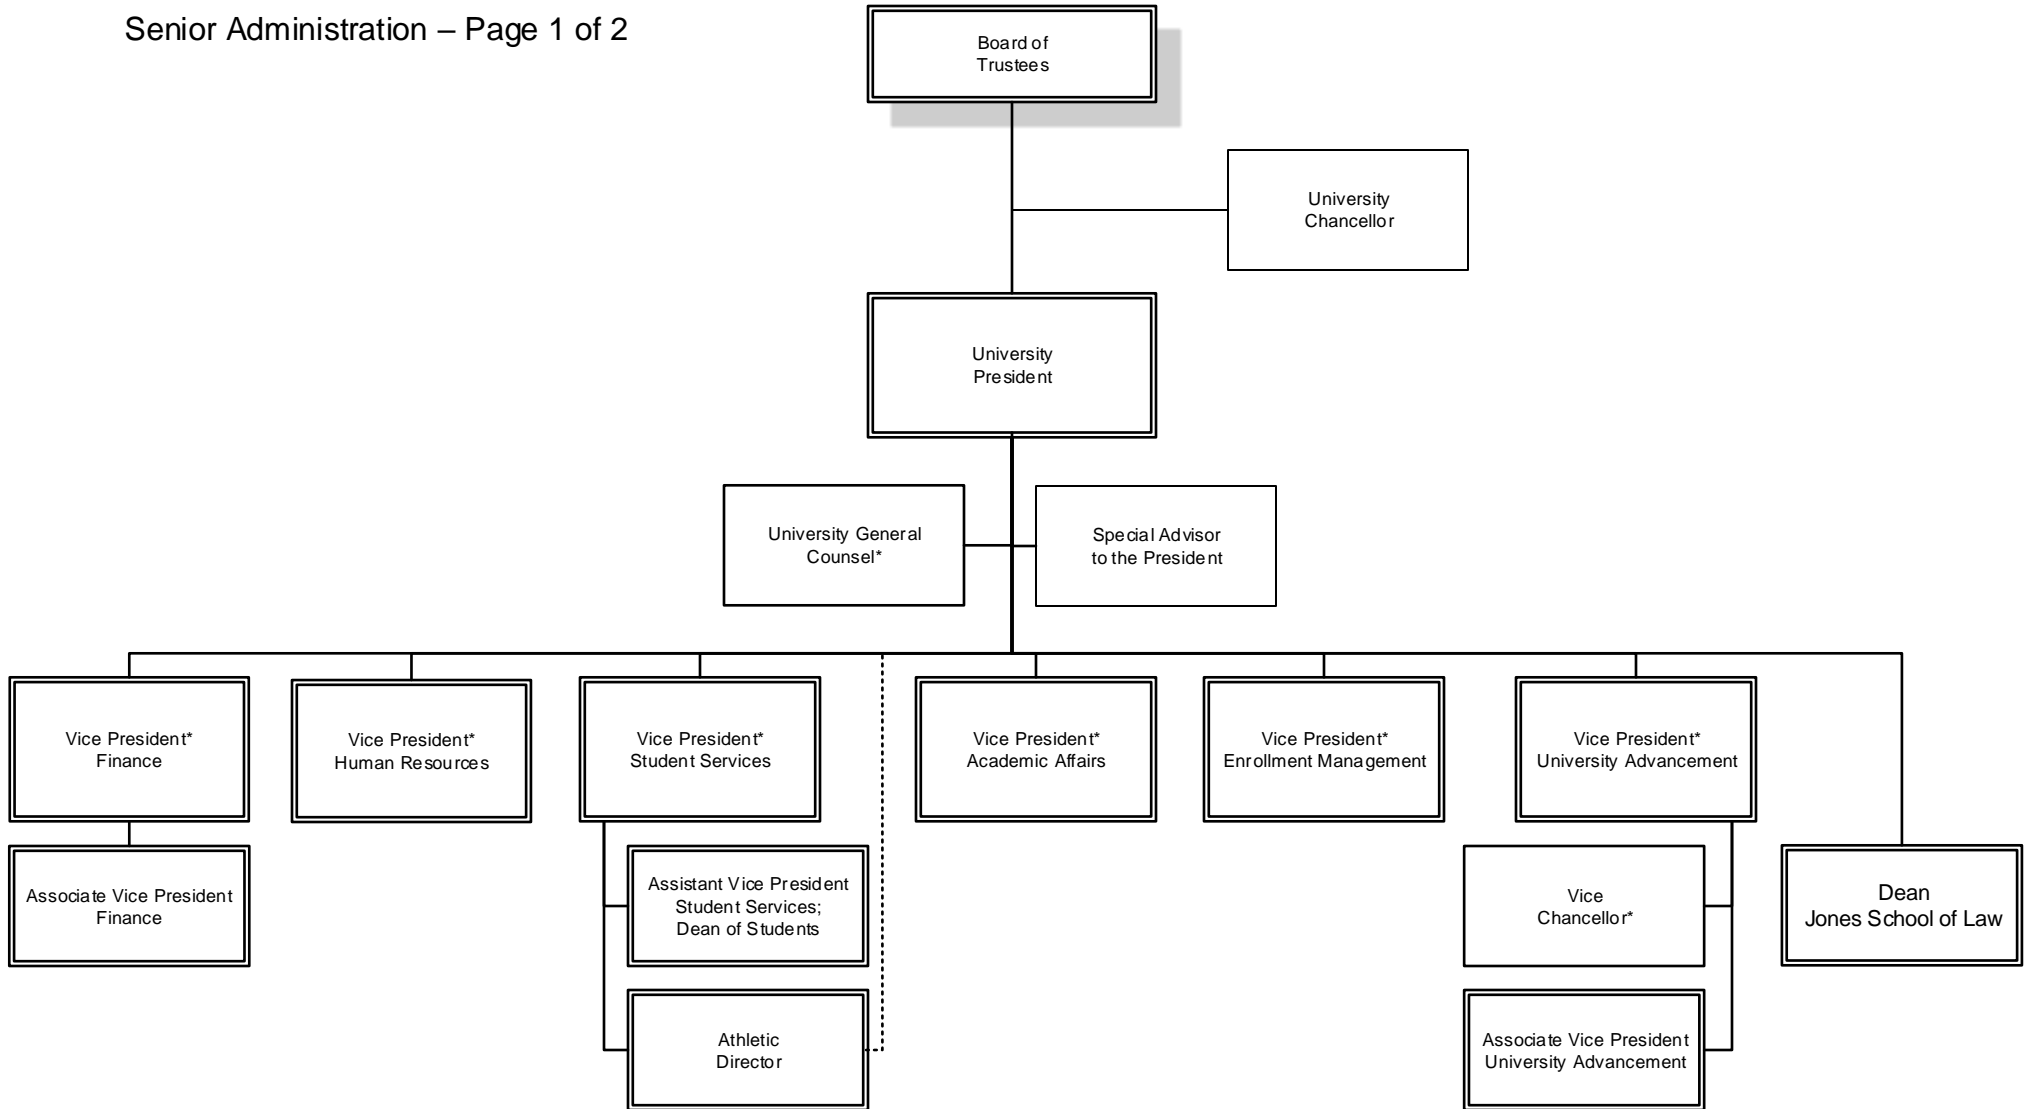 Senior Administration – Page 1 of 2
Board of
Trustees
University
Chancellor
University
President
University General
Counsel*
Special Advisor
to the President
Vice President*
Finance
Vice President*
Human Resources
Vice President*
Student Services
Vice President*
Academic Affairs
Vice President*
Enrollment Management
Vice President*
University Advancement
Associate Vice President
Finance
Assistant Vice President
Student Services;
Dean of Students
Vice
Chancellor*
Dean
Jones School of Law
Athletic
Director
Associate Vice President
University Advancement